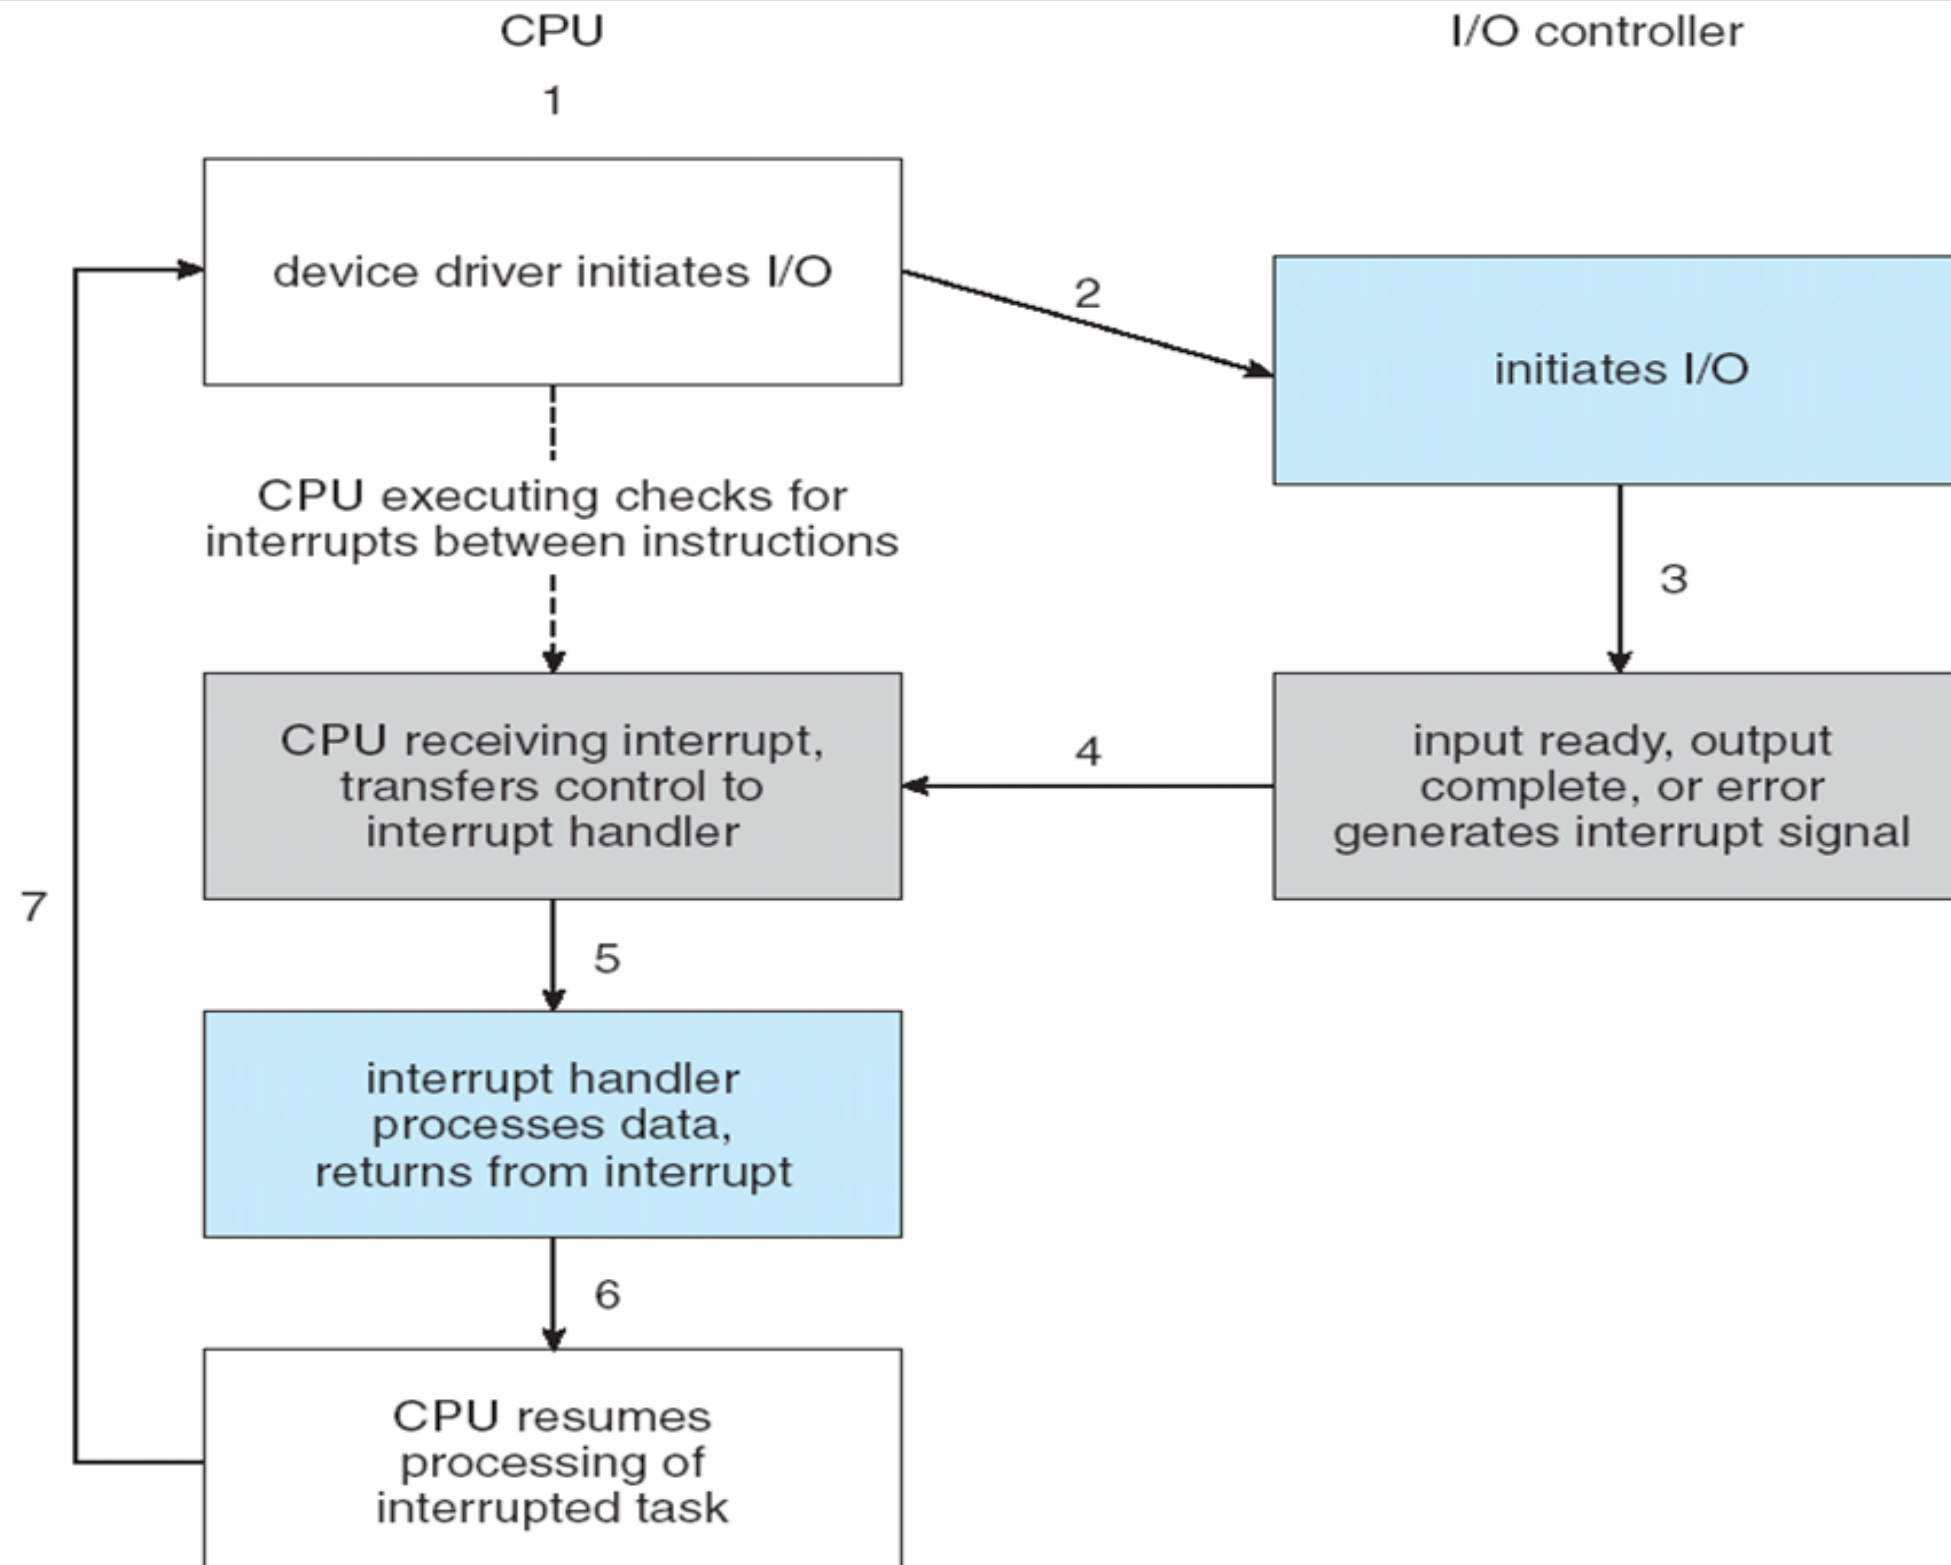 CPU
I/O controller
1
device driver initiates I/O
2
initiates I/O
CPU executing checks for
interrupts between instructions
3
CPU receiving interrupt,
transfers control to
interrupt handler
4
input ready, output
complete, or error
generates interrupt signal
7
5
interrupt handler
processes data,
returns from interrupt
6
CPU resumes
processing of
interrupted task